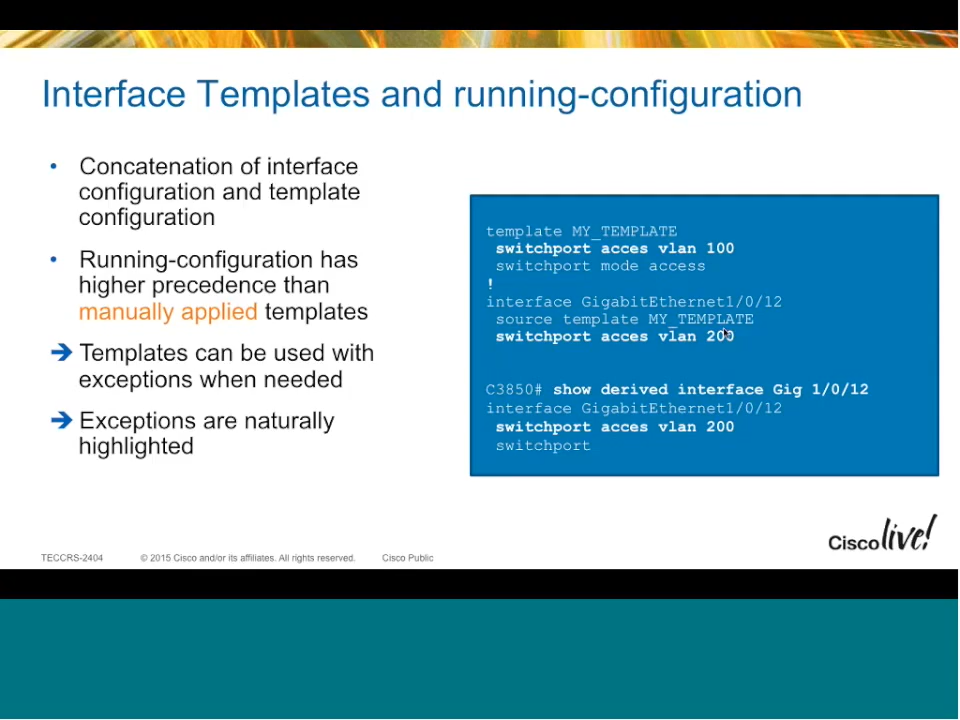 Interface Templates and running-configuration
• Concatenation of interface
configuration and template
configuration
• Running-configuration has
higher precedence than
manually applied templates
➔ Templates can be used with
exceptions when needed
➔ Exceptions are naturally
highlighted
template MY_TEMPLATE
switchport acces vlan 100
switchport mode access
!
interface GigabitEthernet1/0/12
source template MY_TEMPLATE
switchport acces vlan 200
C3850# show derived interface Gig 1/0/12
interface GigabitEthernet1/0/12
switchport acces vlan 200
switchport
Cisco live!
TECCRS-2404 © 2015 Cisco and/or its affiliates. All rights reserved. Cisco Public